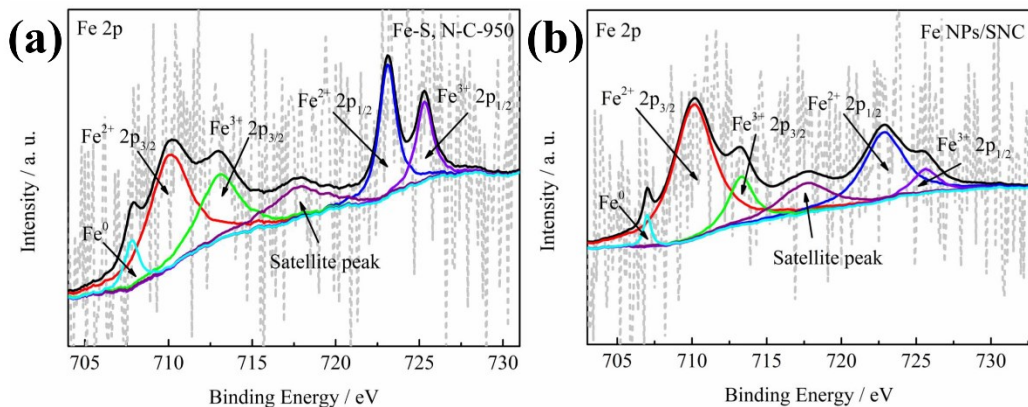 (a)
Fe 2p
Fe-S, N-C-950
Fe²⁺ 2p₃/₂
Fe³⁺ 2p₃/₂
Fe²⁺ 2p₁/₂
Fe³⁺ 2p₁/₂
Fe⁰
Satellite peak
Intensity / a. u.
705 710 715 720 725 730
Binding Energy / eV
(b)
Fe 2p
Fe NPs/SNC
Fe²⁺ 2p₃/₂
Fe³⁺ 2p₃/₂
Fe²⁺ 2p₁/₂
Fe³⁺ 2p₁/₂
Fe⁰
Satellite peak
Intensity / a. u.
705 710 715 720 725 730
Binding Energy / eV